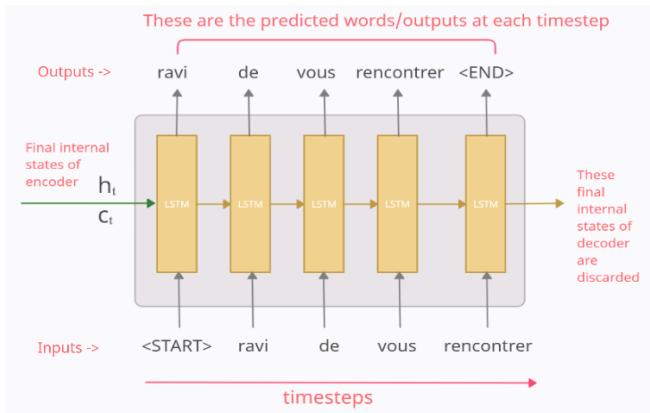 These are the predicted words/outputs at each timestep
Outputs -> ravi de vous rencontrer <END>
Final internal
states of
encoder
hₜ
cₜ
LSTM LSTM LSTM LSTM LSTM
These
final
internal
states of
decoder
are
discarded
Inputs -> <START> ravi de vous rencontrer
timesteps